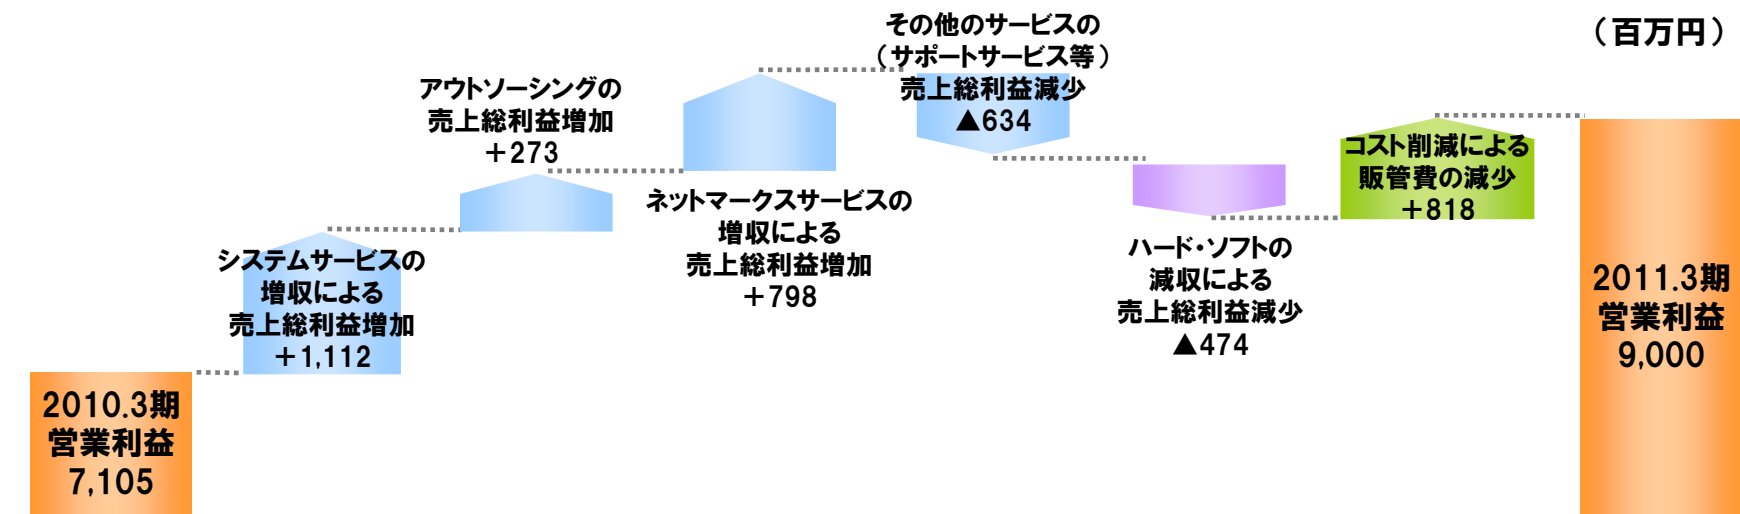 （百万円）
2010.3期
営業利益
7,105
システムサービスの
増収による
売上総利益増加
＋1,112
アウトソーシングの
売上総利益増加
＋273
ネットマークスサービスの
増収による
売上総利益増加
＋798
その他のサービスの
（サポートサービス等）
売上総利益減少
▲634
ハード・ソフトの
減収による
売上総利益減少
▲474
コスト削減による
販管費の減少
＋818
2011.3期
営業利益
9,000